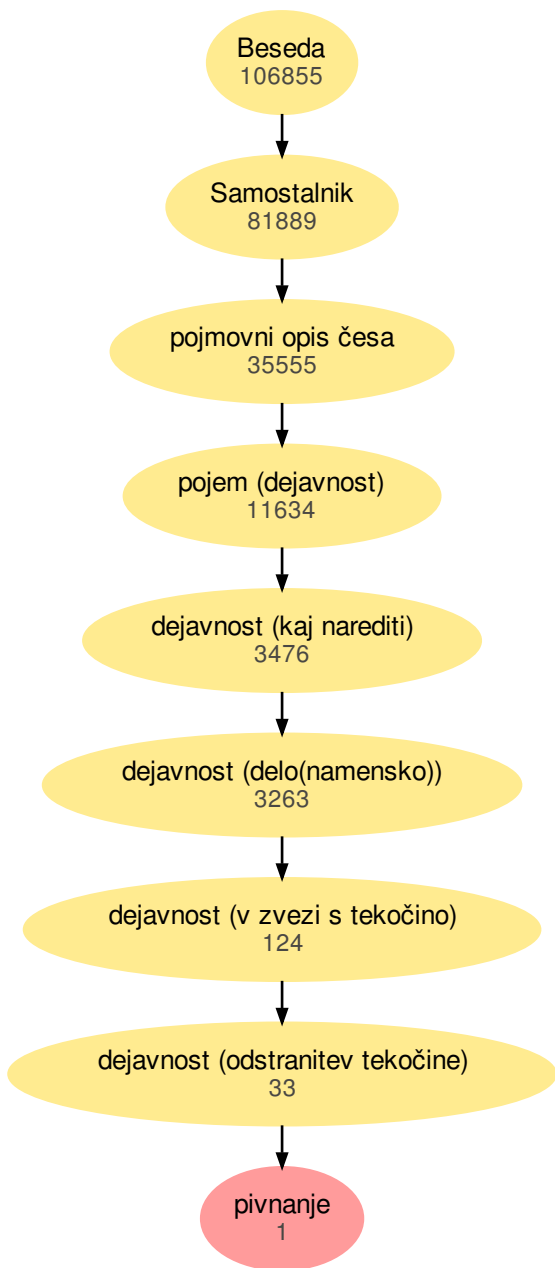 Beseda
106855
Samostalnik
81889
pojmovni opis česa
35555
pojem (dejavnost)
11634
dejavnost (kaj narediti)
3476
dejavnost (delo(namensko))
3263
dejavnost (v zvezi s tekočino)
124
dejavnost (odstranitev tekočine)
33
pivnanje
1